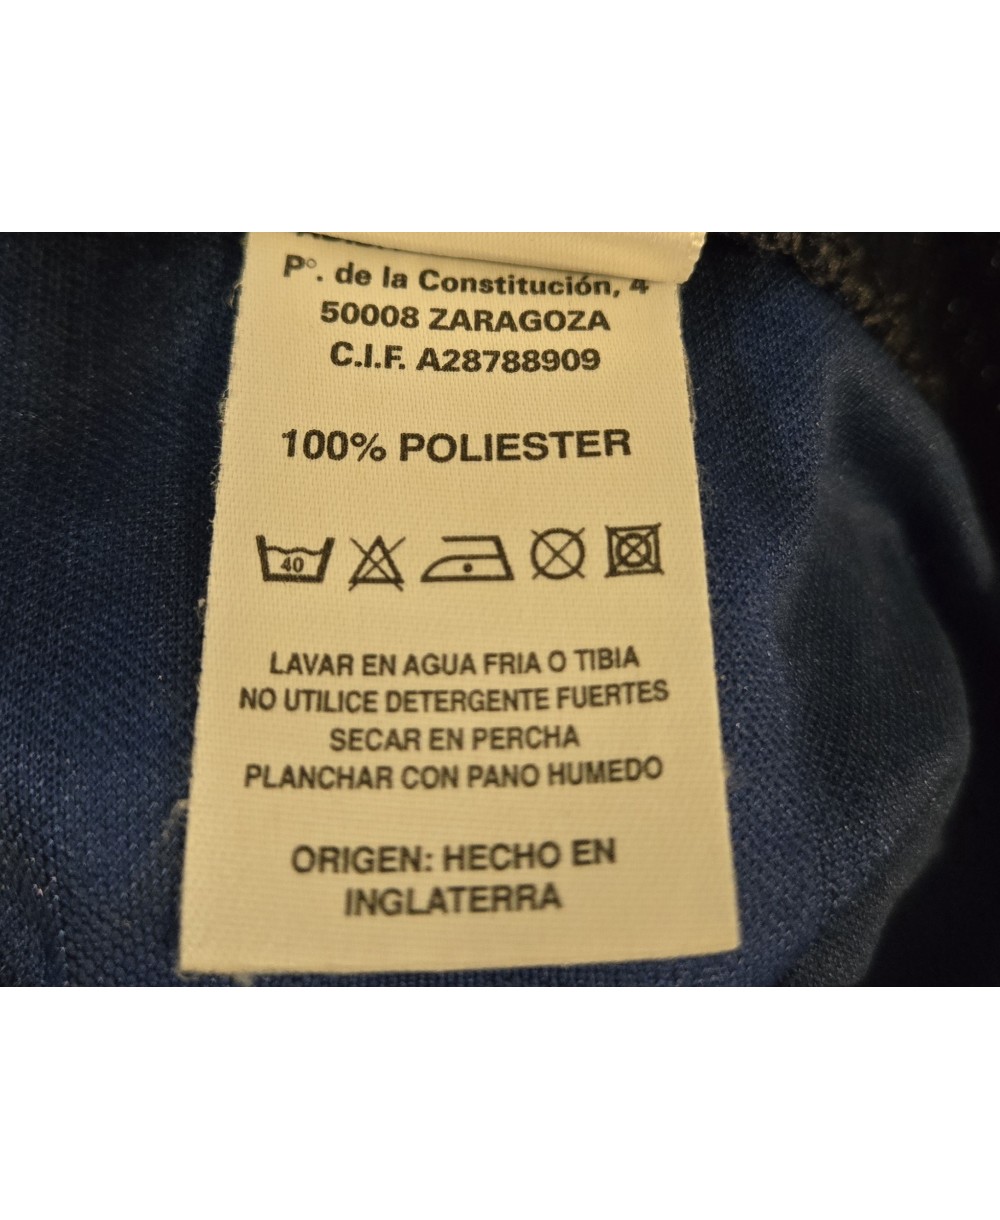 Pº. de la Constitución, 4
50008 ZARAGOZA
C.I.F. A28788909
100% POLIESTER
40
LAVAR EN AGUA FRIA O TIBIA
NO UTILICE DETERGENTE FUERTES
SECAR EN PERCHA
PLANCHAR CON PANO HUMEDO
ORIGEN: HECHO EN
INGLATERRA